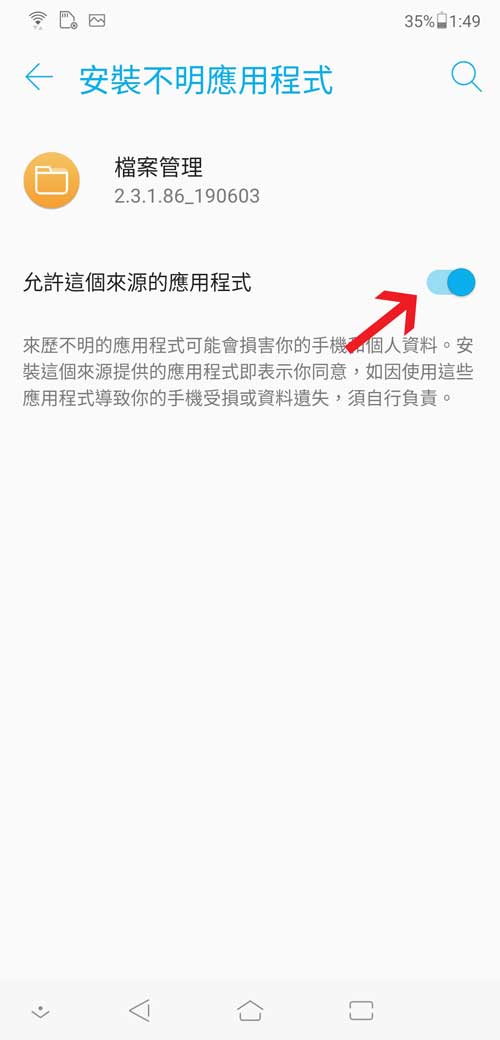 35% 1:49
安裝不明應用程式
檔案管理
2.3.1.86_190603
允許這個來源的應用程式
來歷不明的應用程式可能會損害你的手機和個人資料。安
裝這個來源提供的應用程式即表示你同意，如因使用這些
應用程式導致你的手機受損或資料遺失，須自行負責。